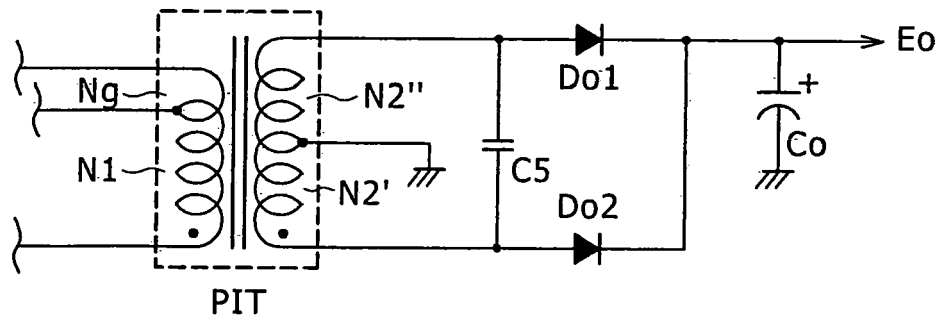 Eo
Ng
N2"
Do1
+
Co
N1
C5
N2'
Do2
PIT